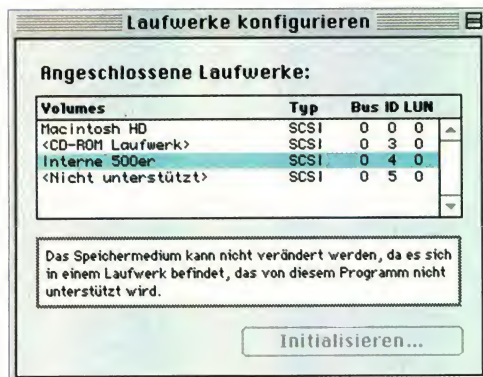 Laufwerke konfigurieren
Angeschlossene Laufwerke:
Volumes Typ Bus ID LUN
Macintosh HD SCSI 0 0 0
<CD-ROM Laufwerk> SCSI 0 3 0
Interne 500er SCSI 0 4 0
<Nicht unterstützt> SCSI 0 5 0
Das Speichermedium kann nicht verändert werden, da es sich
in einem Laufwerk befindet, das von diesem Programm nicht
unterstützt wird.
Initialisieren...